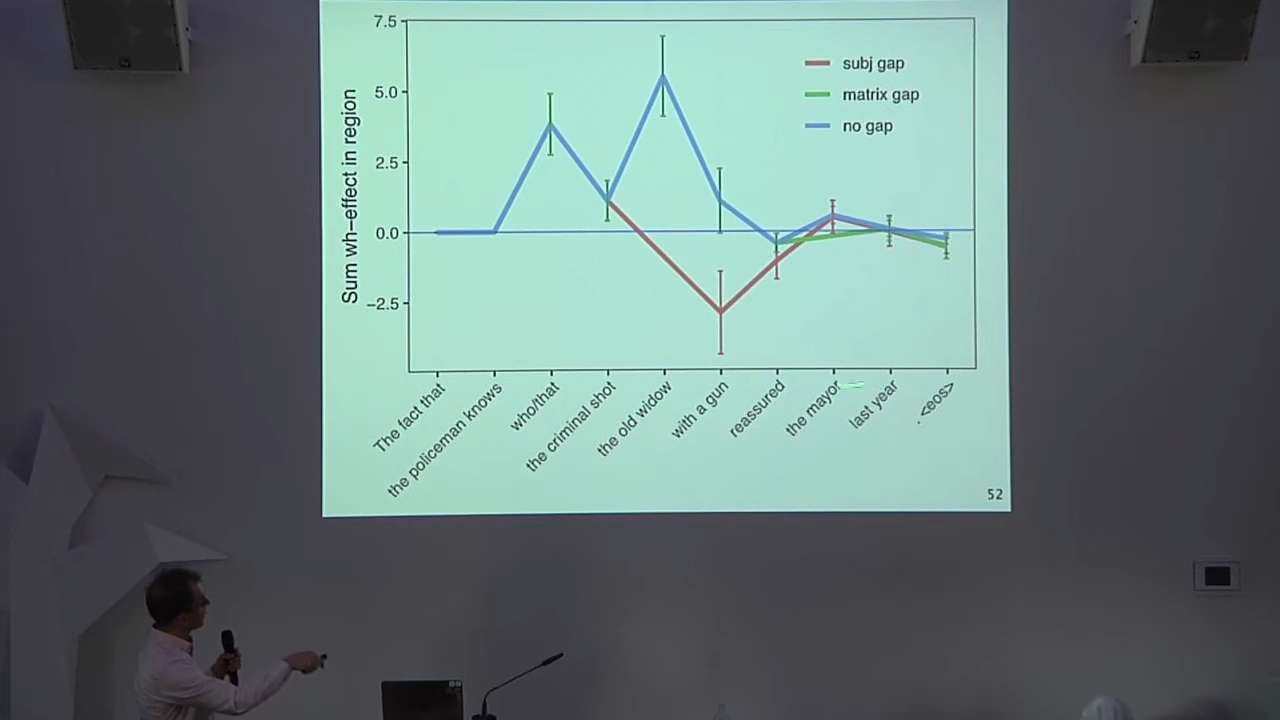 7.5
5.0
2.5
0.0
−2.5
Sum wh−effect in region
subj gap
matrix gap
no gap
The fact that
the policeman knows
who/that
the criminal shot
the old widow
with a gun
reassured
the mayor
last year
. <eos>
52